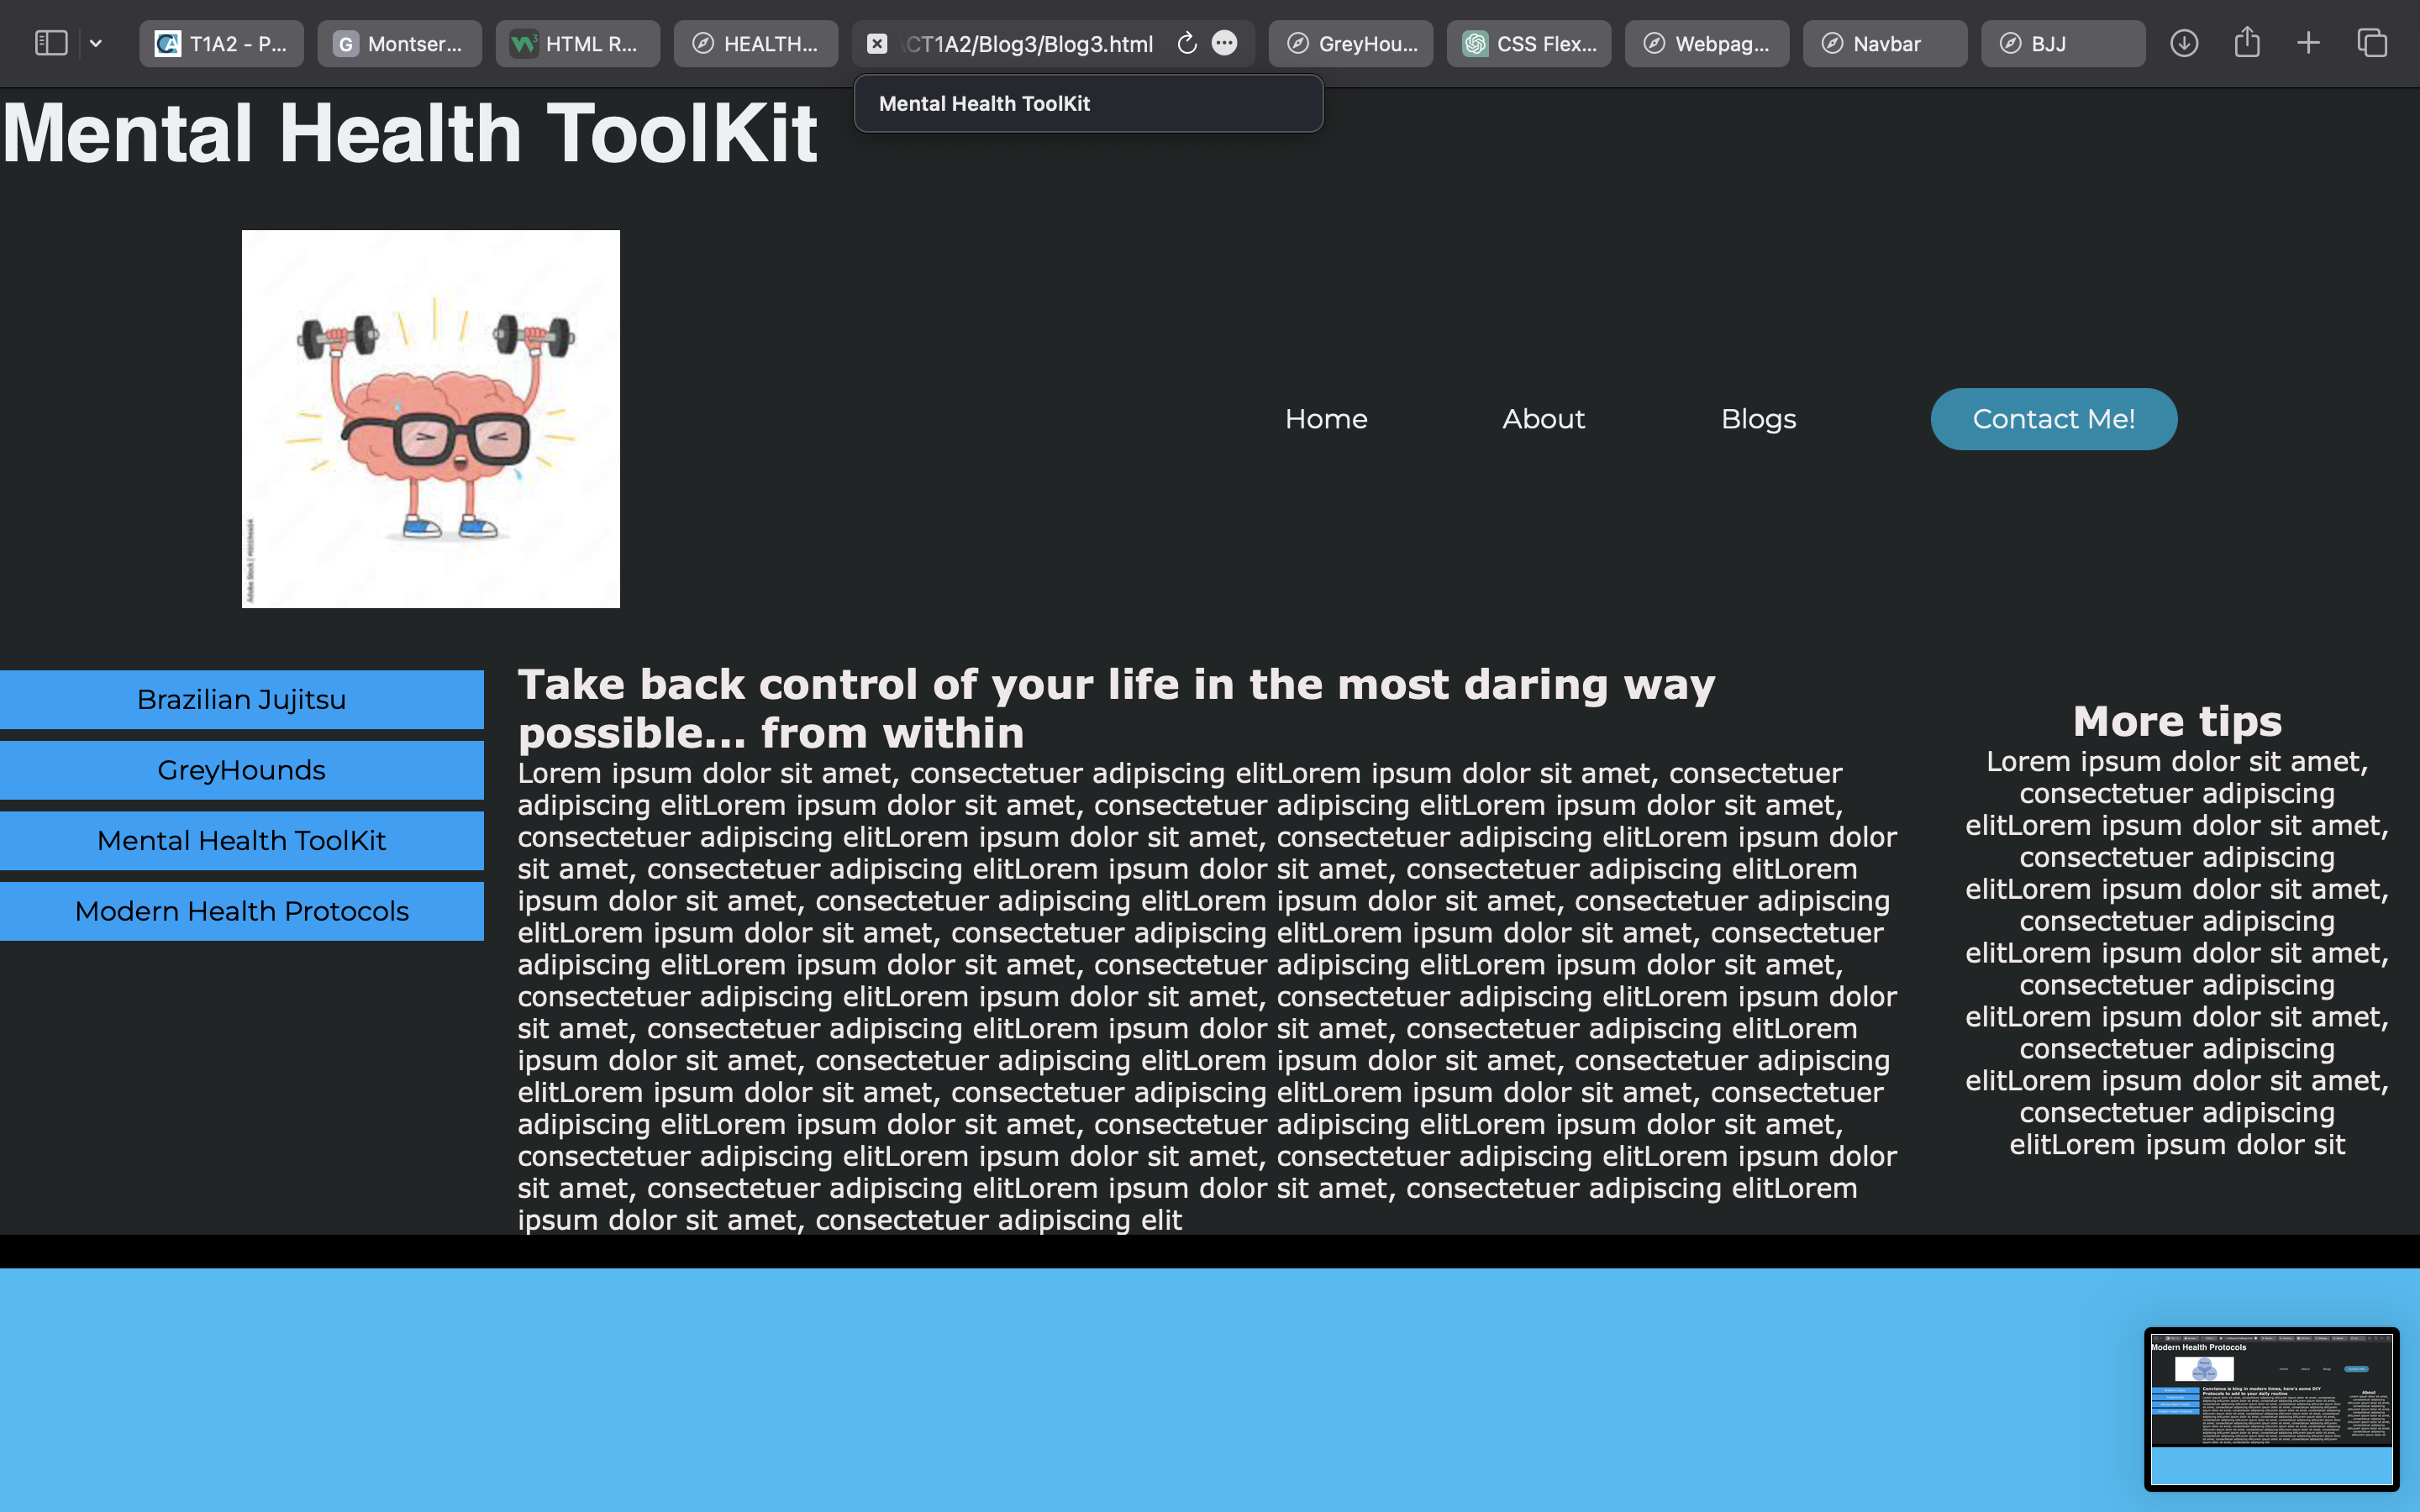 T1A2 - P...
G Montser...
HTML R...
HEALTH...
CT1A2/Blog3/Blog3.html
GreyHou...
CSS Flex...
Webpag...
Navbar
BJJ
Mental Health ToolKit
Mental Health ToolKit
Home
About
Blogs
Contact Me!
Brazilian Jujitsu
GreyHounds
Mental Health ToolKit
Modern Health Protocols
Take back control of your life in the most daring way
possible... from within
Lorem ipsum dolor sit amet, consectetuer adipiscing elitLorem ipsum dolor sit amet, consectetuer
adipiscing elitLorem ipsum dolor sit amet, consectetuer adipiscing elitLorem ipsum dolor sit amet,
consectetuer adipiscing elitLorem ipsum dolor sit amet, consectetuer adipiscing elitLorem ipsum dolor
sit amet, consectetuer adipiscing elitLorem ipsum dolor sit amet, consectetuer adipiscing elitLorem
ipsum dolor sit amet, consectetuer adipiscing elitLorem ipsum dolor sit amet, consectetuer adipiscing
elitLorem ipsum dolor sit amet, consectetuer adipiscing elitLorem ipsum dolor sit amet, consectetuer
adipiscing elitLorem ipsum dolor sit amet, consectetuer adipiscing elitLorem ipsum dolor sit amet,
consectetuer adipiscing elitLorem ipsum dolor sit amet, consectetuer adipiscing elitLorem ipsum dolor
sit amet, consectetuer adipiscing elitLorem ipsum dolor sit amet, consectetuer adipiscing elitLorem
ipsum dolor sit amet, consectetuer adipiscing elitLorem ipsum dolor sit amet, consectetuer adipiscing
elitLorem ipsum dolor sit amet, consectetuer adipiscing elitLorem ipsum dolor sit amet, consectetuer
adipiscing elitLorem ipsum dolor sit amet, consectetuer adipiscing elitLorem ipsum dolor sit amet,
consectetuer adipiscing elitLorem ipsum dolor sit amet, consectetuer adipiscing elitLorem ipsum dolor
sit amet, consectetuer adipiscing elitLorem ipsum dolor sit amet, consectetuer adipiscing elitLorem
ipsum dolor sit amet, consectetuer adipiscing elit
More tips
Lorem ipsum dolor sit amet,
consectetuer adipiscing
elitLorem ipsum dolor sit amet,
consectetuer adipiscing
elitLorem ipsum dolor sit amet,
consectetuer adipiscing
elitLorem ipsum dolor sit amet,
consectetuer adipiscing
elitLorem ipsum dolor sit amet,
consectetuer adipiscing
elitLorem ipsum dolor sit amet,
consectetuer adipiscing
elitLorem ipsum dolor sit
Modern Health Protocols